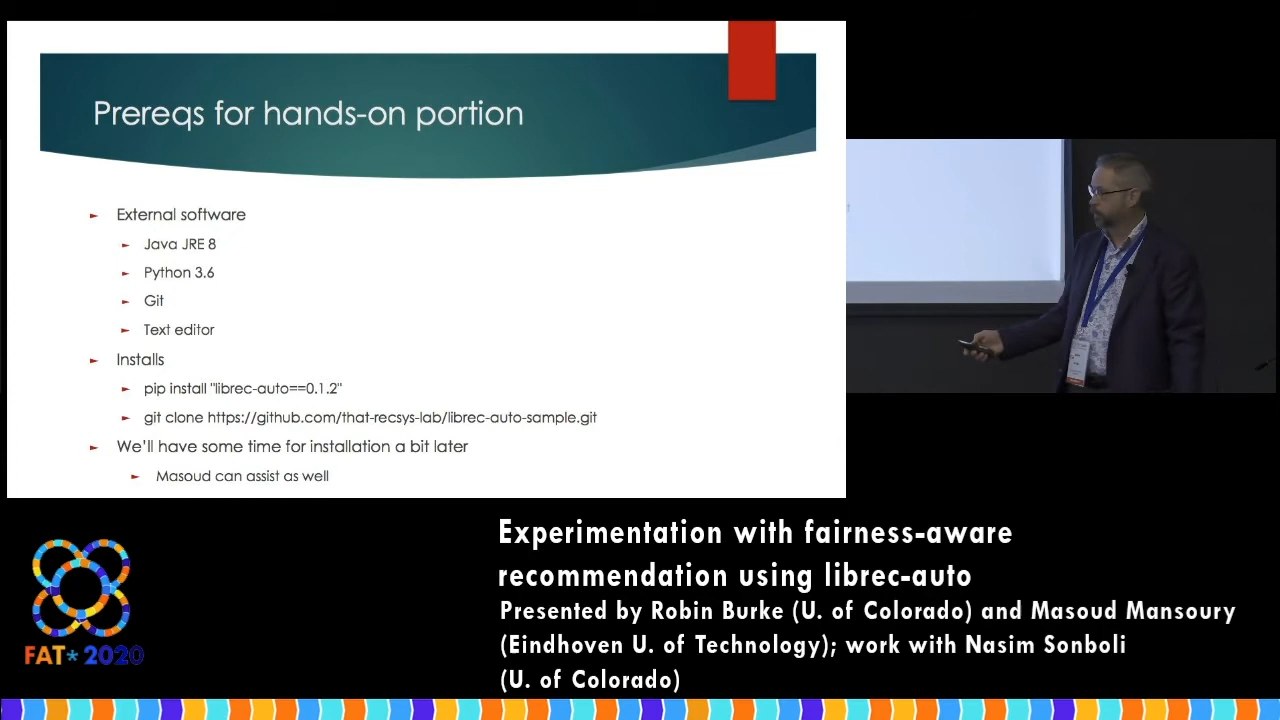 Prereqs for hands-on portion
External software
Java JRE 8
Python 3.6
Git
Text editor
Installs
pip install "librec-auto==0.1.2"
git clone https://github.com/that-recsys-lab/librec-auto-sample.git
We'll have some time for installation a bit later
Masoud can assist as well
Experimentation with fairness-aware
recommendation using librec-auto
Presented by Robin Burke (U. of Colorado) and Masoud Mansoury
(Eindhoven U. of Technology); work with Nasim Sonboli
(U. of Colorado)
FAT* 2020